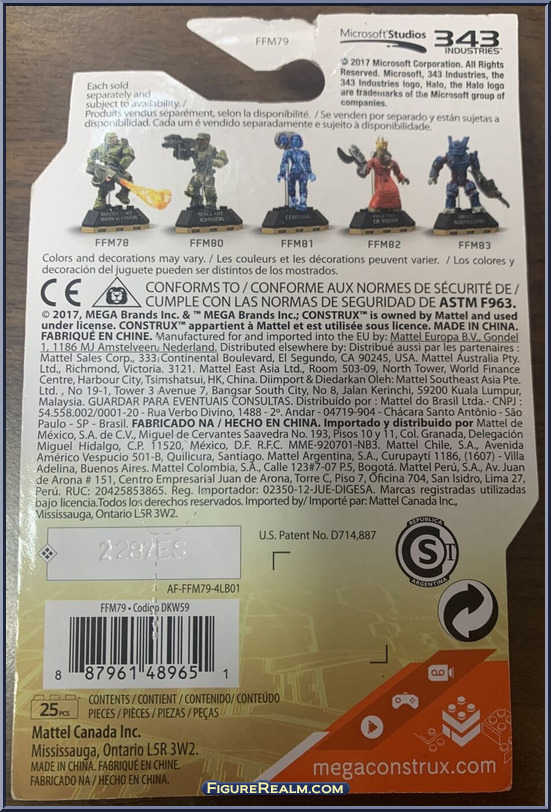 FFM79
Microsoft Studios
343
INDUSTRIES™
© 2017 Microsoft Corporation. All Rights
Reserved. Microsoft, 343 Industries, the
343 Industries logo, Halo, the Halo logo
are trademarks of the Microsoft group of
companies.
Each sold
separately and
subject to availability. /
Produits vendus séparément, selon la disponibilité. / Se venden por separado y están sujetas a
disponibilidad. Cada um é vendido separadamente e sujeito à disponibilidade.
CORTANA
FFM78
FFM80
FFM81
FFM82
FFM83
Colors and decorations may vary. / Les couleurs et les décorations peuvent varier. / Los colores y
decoración del juguete pueden ser distintos de los mostrados.
CE
CONFORMS TO / CONFORME AUX NORMES DE SÉCURITÉ DE /
CUMPLE CON LAS NORMAS DE SEGURIDAD DE ASTM F963.
© 2017, MEGA Brands Inc. & ™ MEGA Brands Inc.; CONSTRUX™ is owned by Mattel and used
under license. CONSTRUX™ appartient à Mattel et est utilisée sous licence. MADE IN CHINA.
FABRIQUÉ EN CHINE. Manufactured for and imported into the EU by: Mattel Europa B.V., Gondel
1, 1186 MJ Amstelveen, Nederland. Distributed elsewhere by: Distribué aussi par les parteraires :
Mattel Sales Corp., 333 Continental Boulevard, El Segundo, CA 90245, USA. Mattel Australia Pty.
Ltd., Richmond, Victoria. 3121. Mattel East Asia Ltd., Room 503-09, North Tower, World Finance
Centre, Harbour City, Tsimshatsui, HK, China. Diimport & Diedarkan Oleh: Mattel Southeast Asia Pte.
Ltd., No 19-1, Tower 3 Avenue 7, Bangsar South City, No 8, Jalan Kerinchi, 59200 Kuala Lumpur,
Malaysia. GUARDAR PARA EVENTUAIS CONSULTAS. Distribuido por : Mattel do Brasil Ltda.- CNPJ :
54.558.002/0001-20 - Rua Verbo Divino, 1488 - 2º. Andar - 04719-904 - Chácara Santo Antônio - São
Paulo - SP - Brasil. FABRICADO NA / HECHO EN CHINA. Importado y distribuido por Mattel de
México, S.A. de C.V., Miguel de Cervantes Saavedra No. 193, Pisos 10 y 11, Col. Granada, Delegación
Miguel Hidalgo, C.P. 11520, México, D.F. R.F.C. MME-920701-NB3. Mattel Chile, S.A., Avenida
Américo Vespucio 501-B, Quilicura, Santiago. Mattel Argentina, S.A., Curupaytí 1186, (1607) - Villa
Adelina, Buenos Aires. Mattel Colombia, S.A., Calle 123#7-07 P.5, Bogotá. Mattel Perú, S.A., Av. Juan
de Arona # 151, Centro Empresarial Juan de Arona, Torre C, Piso 7, Oficina 704, San Isidro, Lima 27,
Perú. RUC: 20425853865. Reg. Importador: 02350-12-JUE-DIGESA. Marcas registradas utilizadas
bajo licencia.Todos los derechos reservados. Imported by/ Importé par: Mattel Canada Inc.,
Mississauga, Ontario L5R 3W2.
U.S. Patent No. D714,887
REPUBLICA
S
ARGENTINA
AF-FFM79-4LB01
FFM79 • Codigo DKW59
8 87961 48965 1
25PCS
CONTENTS / CONTENT / CONTENIDO/ CONTEÚDO
PIECES / PIÈCES / PIEZAS / PEÇAS
Mattel Canada Inc.
Mississauga, Ontario L5R 3W2.
MADE IN CHINA. FABRIQUÉ EN CHINE.
FABRICADO NA / HECHO EN CHINA.
megaconstrux.com
FIGUREREALM.COM